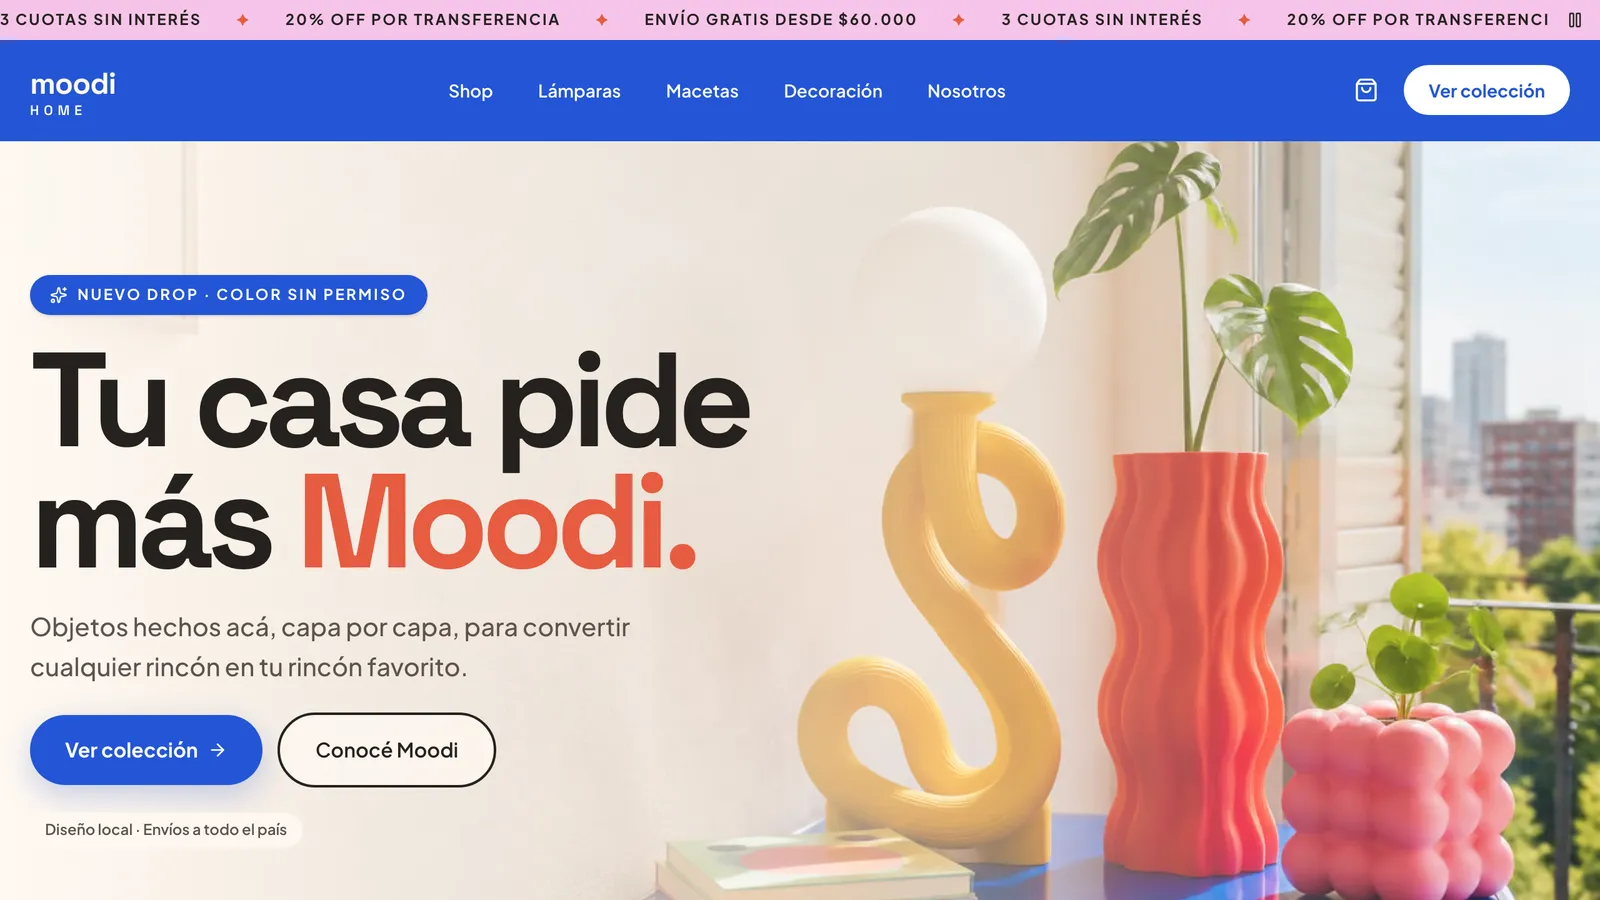 3 CUOTAS SIN INTERÉS ✦ 20% OFF POR TRANSFERENCIA ✦ ENVÍO GRATIS DESDE $60.000 ✦ 3 CUOTAS SIN INTERÉS ✦ 20% OFF POR TRANSFERENCI
moodi
HOME
Shop Lámparas Macetas Decoración Nosotros
Ver colección
NUEVO DROP · COLOR SIN PERMISO
Tu casa pide
más Moodi.
Objetos hechos acá, capa por capa, para convertir
cualquier rincón en tu rincón favorito.
Ver colección →
Conocé Moodi
Diseño local · Envíos a todo el país